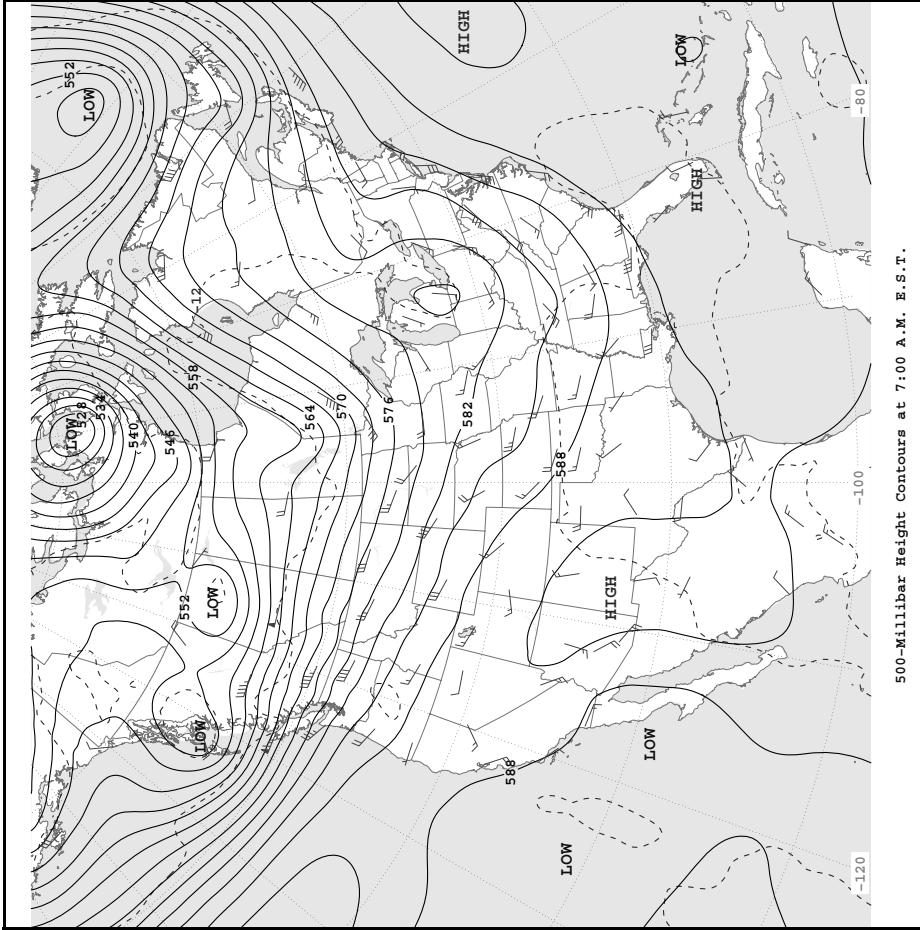 552
LOW
HIGH
LOW
-80
HIGH
12
558
LOW
528
534
540
546
564
570
576
582
588
-100
552
LOW
HIGH
LOW
588
LOW
LOW
-120
500-Millibar Height Contours at 7:00 A.M. E.S.T.